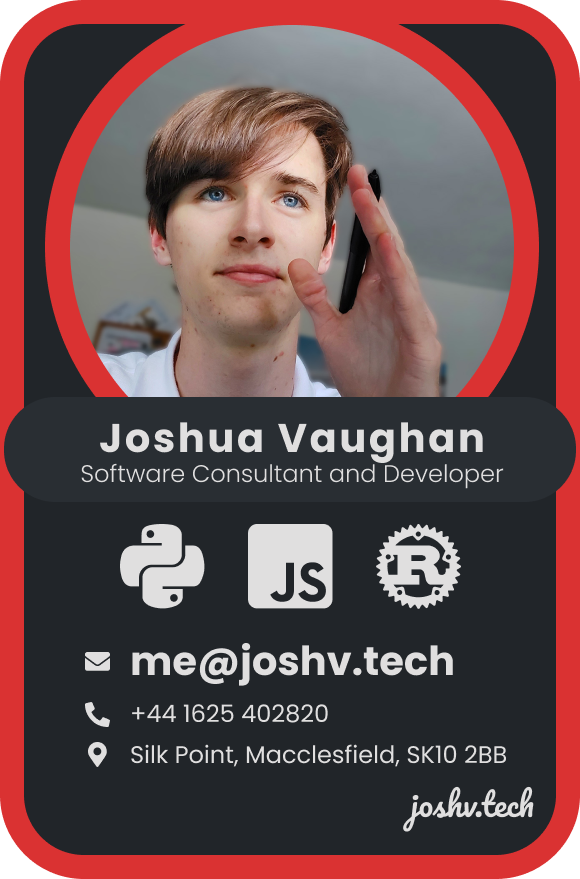 Joshua Vaughan
Software Consultant and Developer
JS
R
me@joshv.tech
+44 1625 402820
Silk Point, Macclesfield, SK10 2BB
joshv.tech